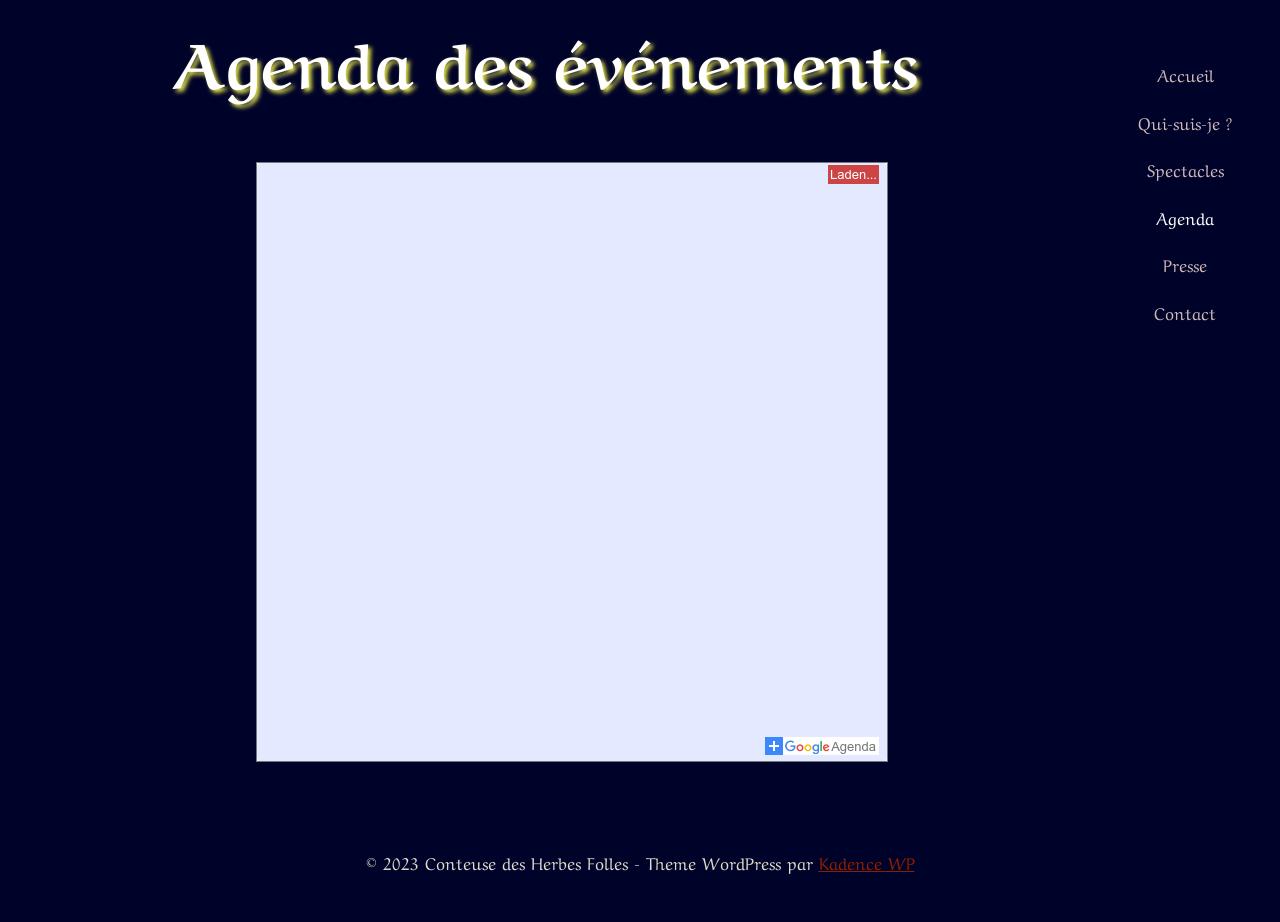 Agenda des événements
Accueil
Qui-suis-je ?
Spectacles
Agenda
Presse
Contact
Laden...
Google Agenda
© 2023 Conteuse des Herbes Folles - Theme WordPress par Kadence WP